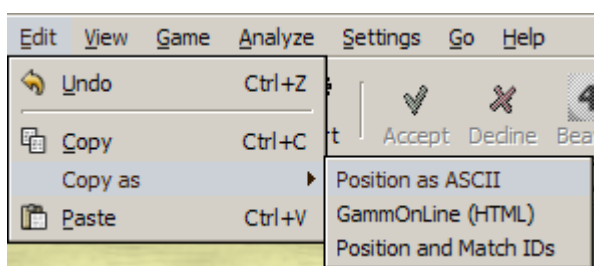 Edit View Game Analyze Settings Go Help
Undo Ctrl+Z
Copy Ctrl+C
Accept Decline
Copy as
Position as ASCII
GammOnLine (HTML)
Paste Ctrl+V
Position and Match IDs